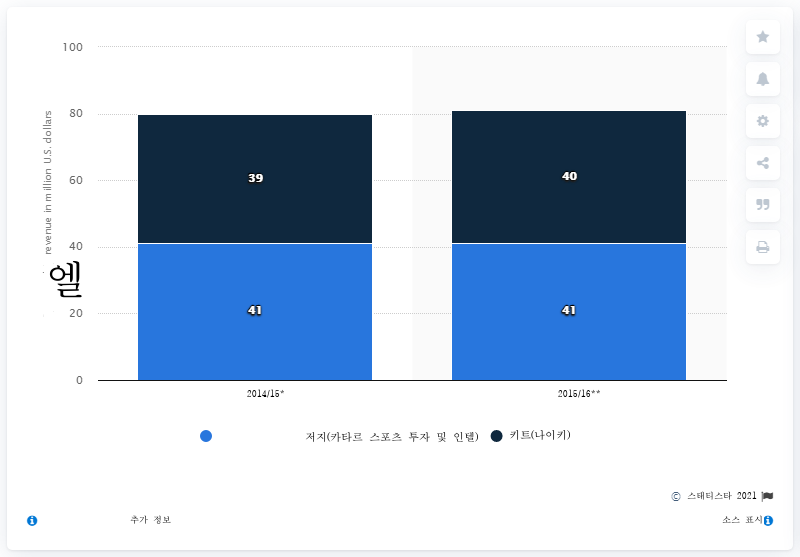 100
80
60
40
20
0
revenue in million U.S. dollars
엘
39
40
41
41
2014/15*
2015/16**
저지(카타르 스포츠 투자 및 인텔)
키트(나이키)
© 스태티스타 2021
추가 정보
소스 표시